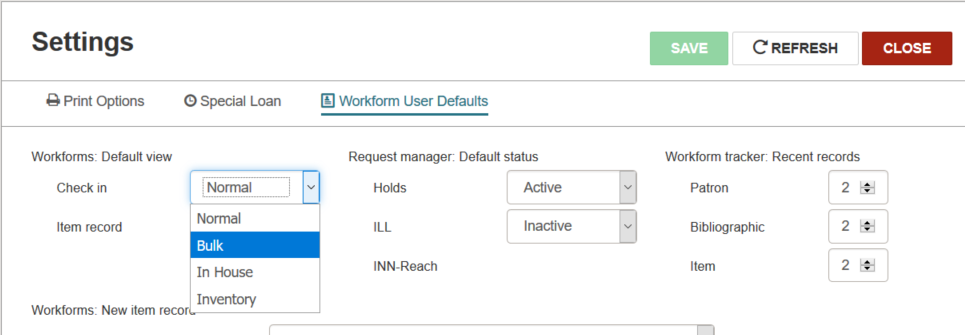 Settings
SAVE
REFRESH
CLOSE
Print Options
Special Loan
Workform User Defaults
Workforms: Default view
Request manager: Default status
Workform tracker: Recent records
Check in
Normal
Holds
Active
Patron
2
Normal
Item record
ILL
Inactive
Bibliographic
2
Bulk
In House
INN-Reach
Item
2
Inventory
Workforms: New item record